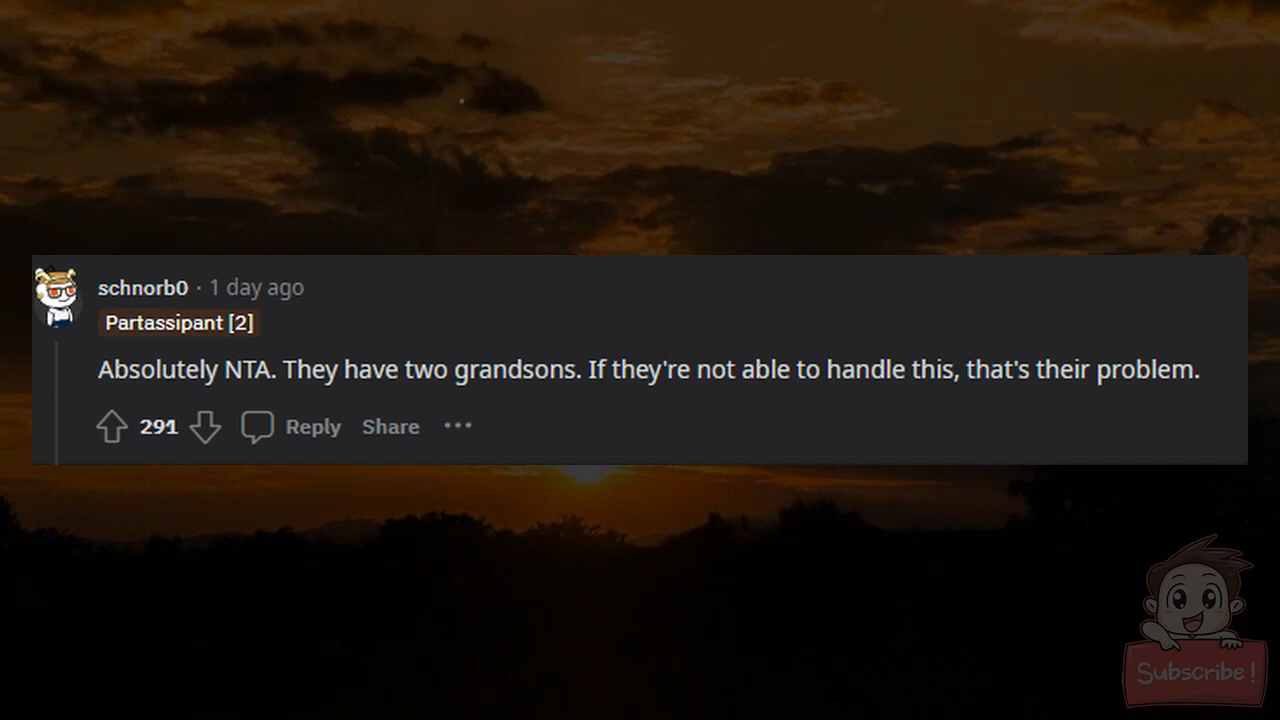 schnorb0 · 1 day ago
Partassipant [2]
Absolutely NTA. They have two grandsons. If they're not able to handle this, that's their problem.
291 Reply Share ···
Subscribe!